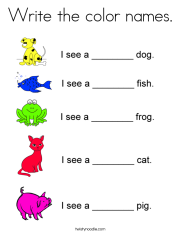 Write the color names.
I see a ________ dog.
I see a ________ fish.
I see a ________ frog.
I see a ________ cat.
I see a ________ pig.
twistynoodle.com